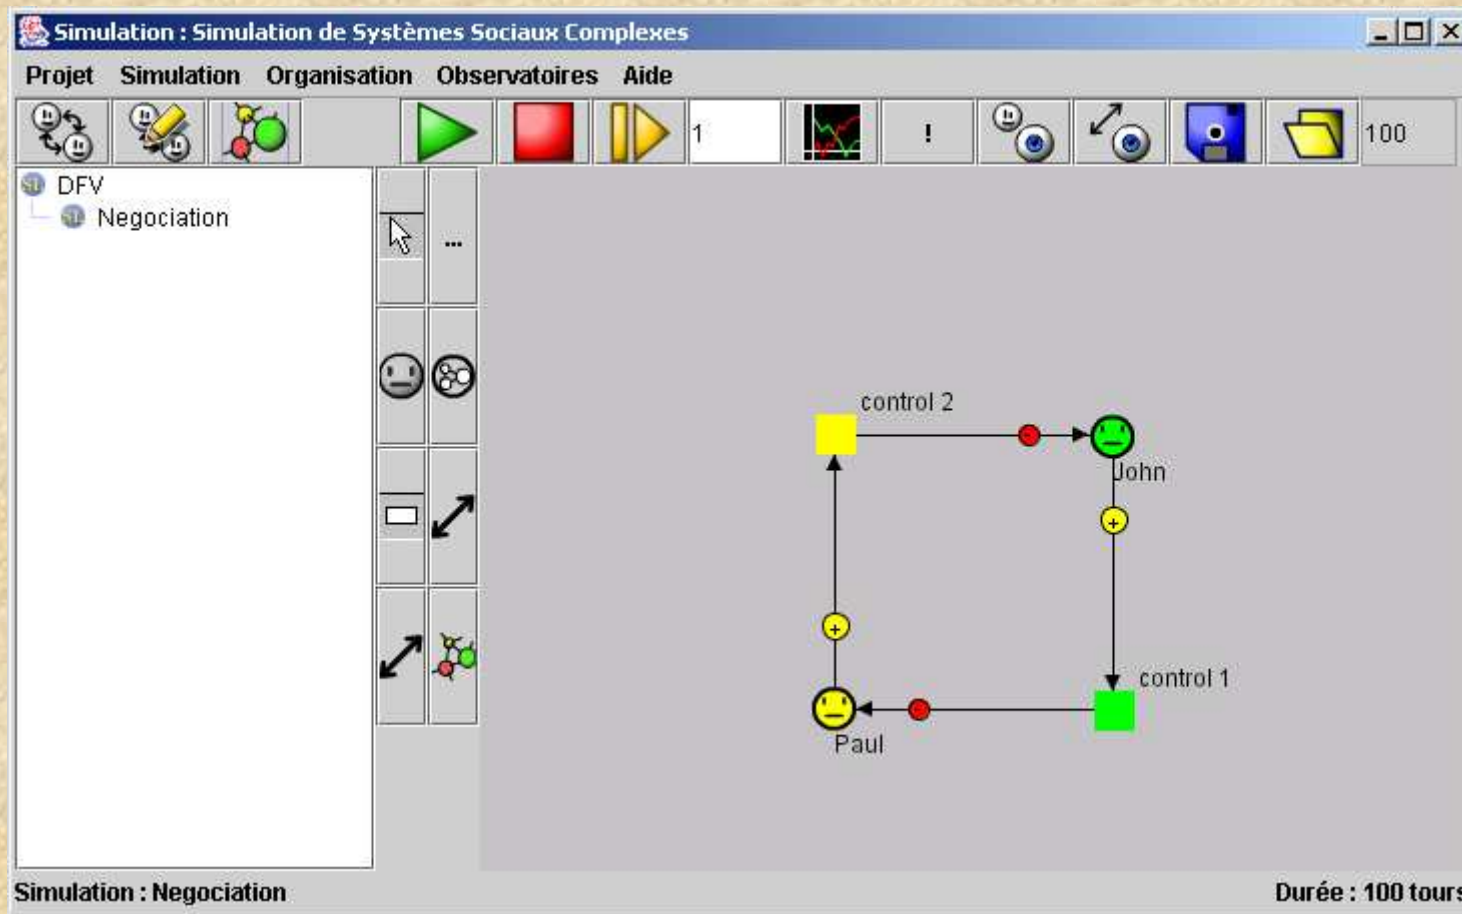 Simulation : Simulation de Systèmes Sociaux Complexes
Projet Simulation Organisation Observatoires Aide
1 ! 100
DFV
Negociation
...
control 2
John
+
+
control 1
Paul
Simulation : Negociation Durée : 100 tours